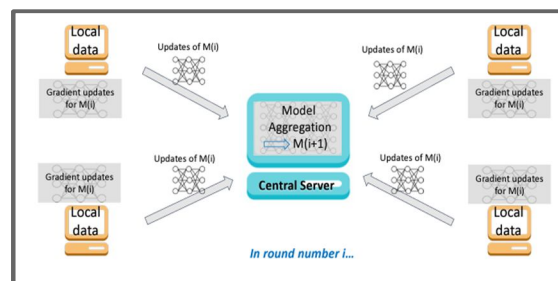 Local
data
Updates of M(i)
Updates of M(i)
Local
data
Gradient updates
for M(i)
Model
Aggregation
M(i+1)
Gradient updates
for M(i)
Gradient updates
for M(i)
Updates of M(i)
Central Server
Updates of M(i)
Gradient updates
for M(i)
Local
data
Local
data
In round number i...